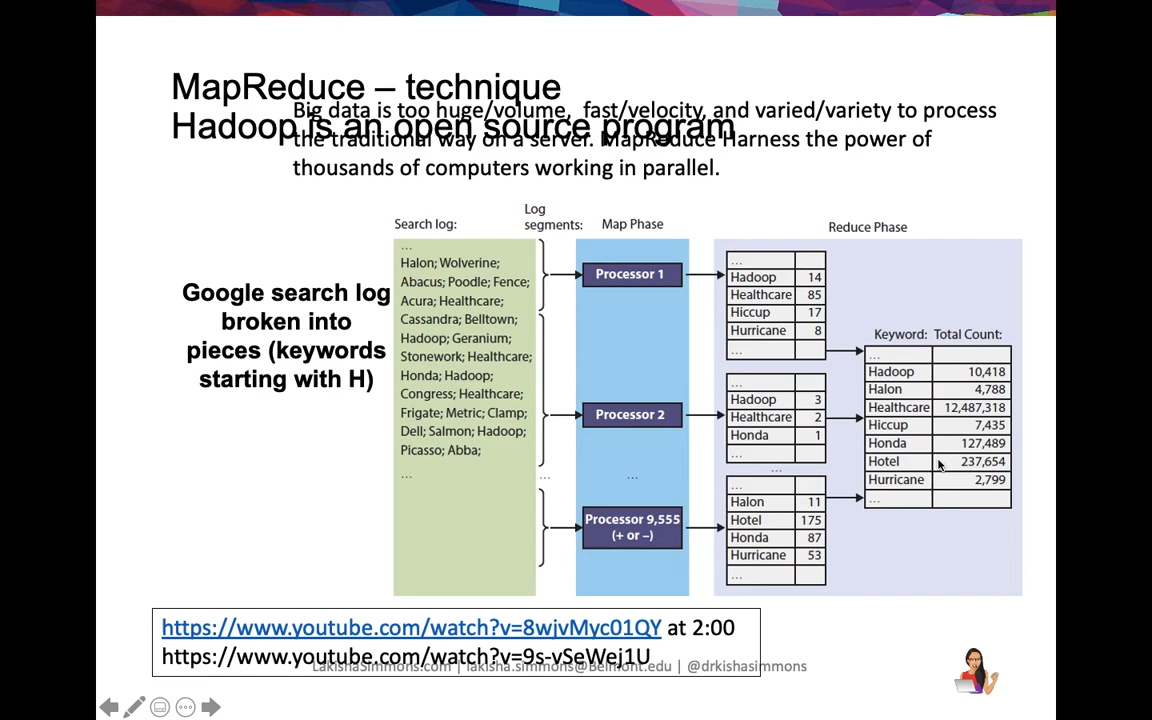 MapReduce – technique
Hadoop is an open source program
Big data is too huge/volume, fast/velocity, and varied/variety to process
the traditional way on a server. MapReduce Harness the power of
thousands of computers working in parallel.
Google search log
broken into
pieces (keywords
starting with H)
Search log:
...
Halon; Wolverine;
Abacus; Poodle; Fence;
Acura; Healthcare;
Cassandra; Belltown;
Hadoop; Geranium;
Stonework; Healthcare;
Honda; Hadoop;
Congress; Healthcare;
Frigate; Metric; Clamp;
Dell; Salmon; Hadoop;
Picasso; Abba;
...
Log
segments:
...
Map Phase
Processor 1
Processor 2
...
Processor 9,555
(+ or –)
Reduce Phase
...
Hadoop 14
Healthcare 85
Hiccup 17
Hurricane 8
...
...
Hadoop 3
Healthcare 2
Honda 1
...
...
...
Halon 11
Hotel 175
Honda 87
Hurricane 53
...
Keyword: Total Count:
...
Hadoop 10,418
Halon 4,788
Healthcare 12,487,318
Hiccup 7,435
Honda 127,489
Hotel 237,654
Hurricane 2,799
...
https://www.youtube.com/watch?v=8wjvMyc01QY at 2:00
https://www.youtube.com/watch?v=9s-vSeWej1U
LakishaSimmons.com | lakisha.simmons@Belmont.edu | @drkishasimmons